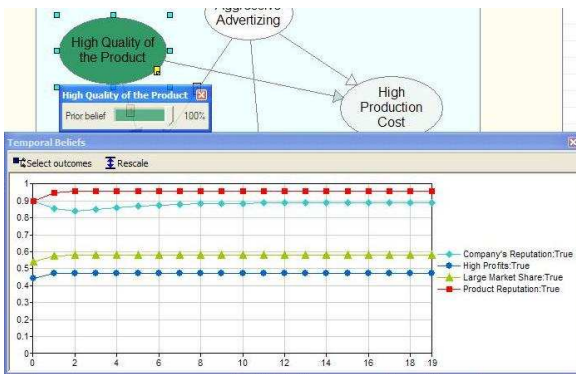 Aggressive
Advertizing
High Quality of
the Product
High
Production
Cost
High Quality of the Product
Prior belief
100%
Temporal Beliefs
Select outcomes
Rescale
1
0.9
0.8
0.7
0.6
0.5
0.4
0.3
0.2
0.1
0
0 2 4 6 8 10 12 14 16 18 19
Company's Reputation:True
High Profits:True
Large Market Share:True
Product Reputation:True